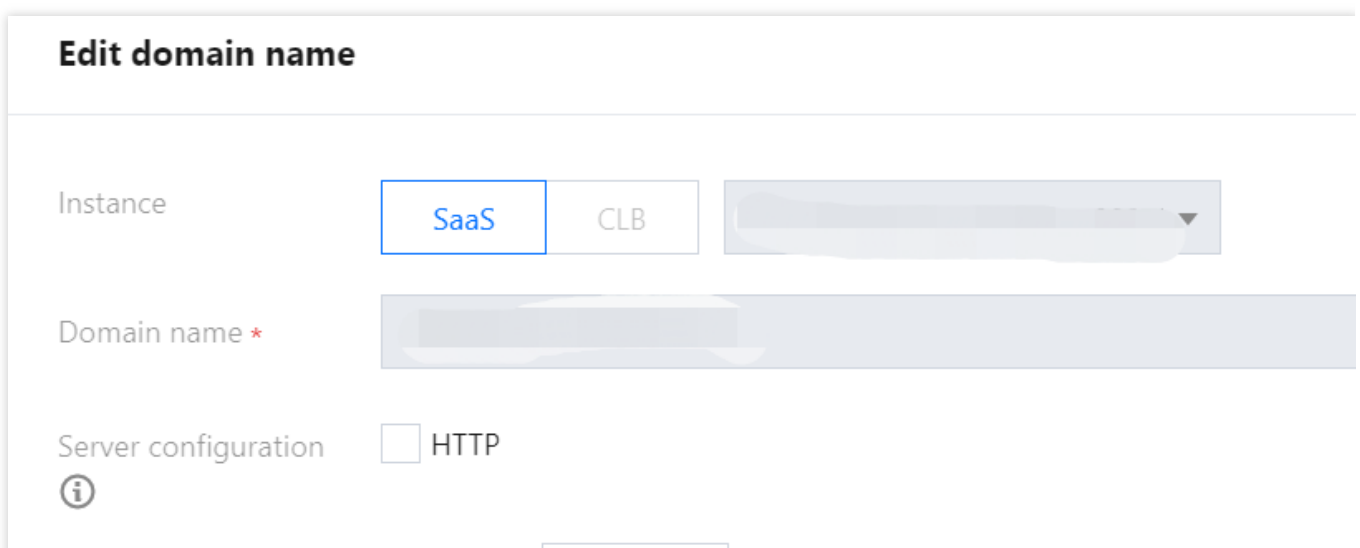 Edit domain name
Instance
SaaS CLB
Domain name *
Server configuration
HTTP